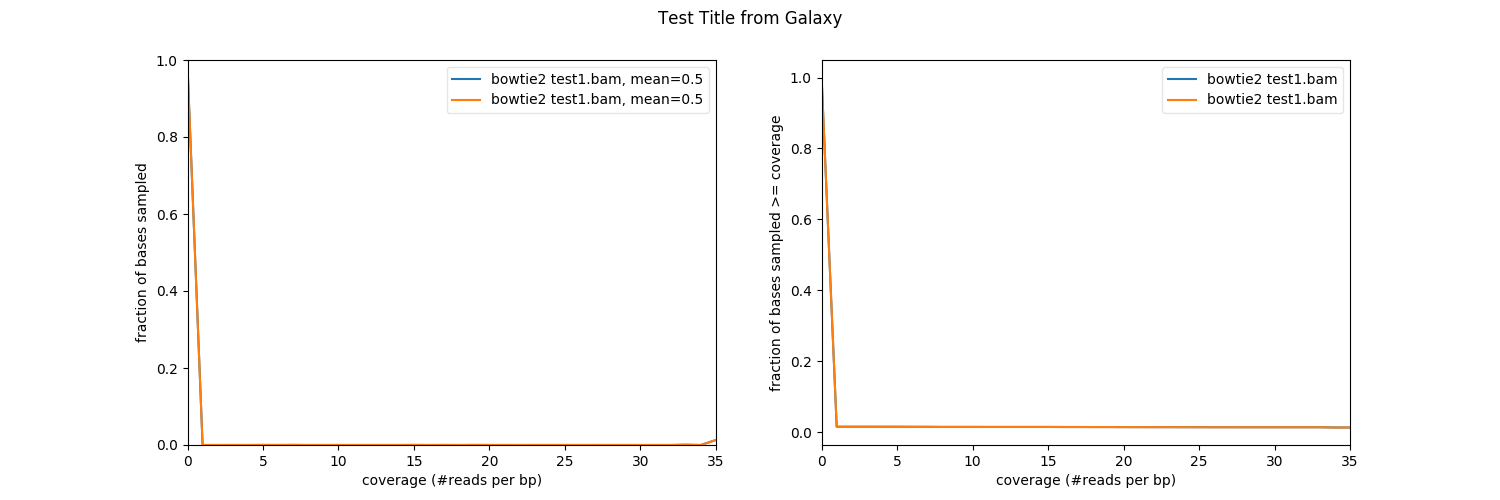 Test Title from Galaxy
1.0
0.8
0.6
0.4
0.2
0.0
fraction of bases sampled
bowtie2 test1.bam, mean=0.5
bowtie2 test1.bam, mean=0.5
0 5 10 15 20 25 30 35
coverage (#reads per bp)
1.0
0.8
0.6
0.4
0.2
0.0
fraction of bases sampled >= coverage
bowtie2 test1.bam
bowtie2 test1.bam
0 5 10 15 20 25 30 35
coverage (#reads per bp)